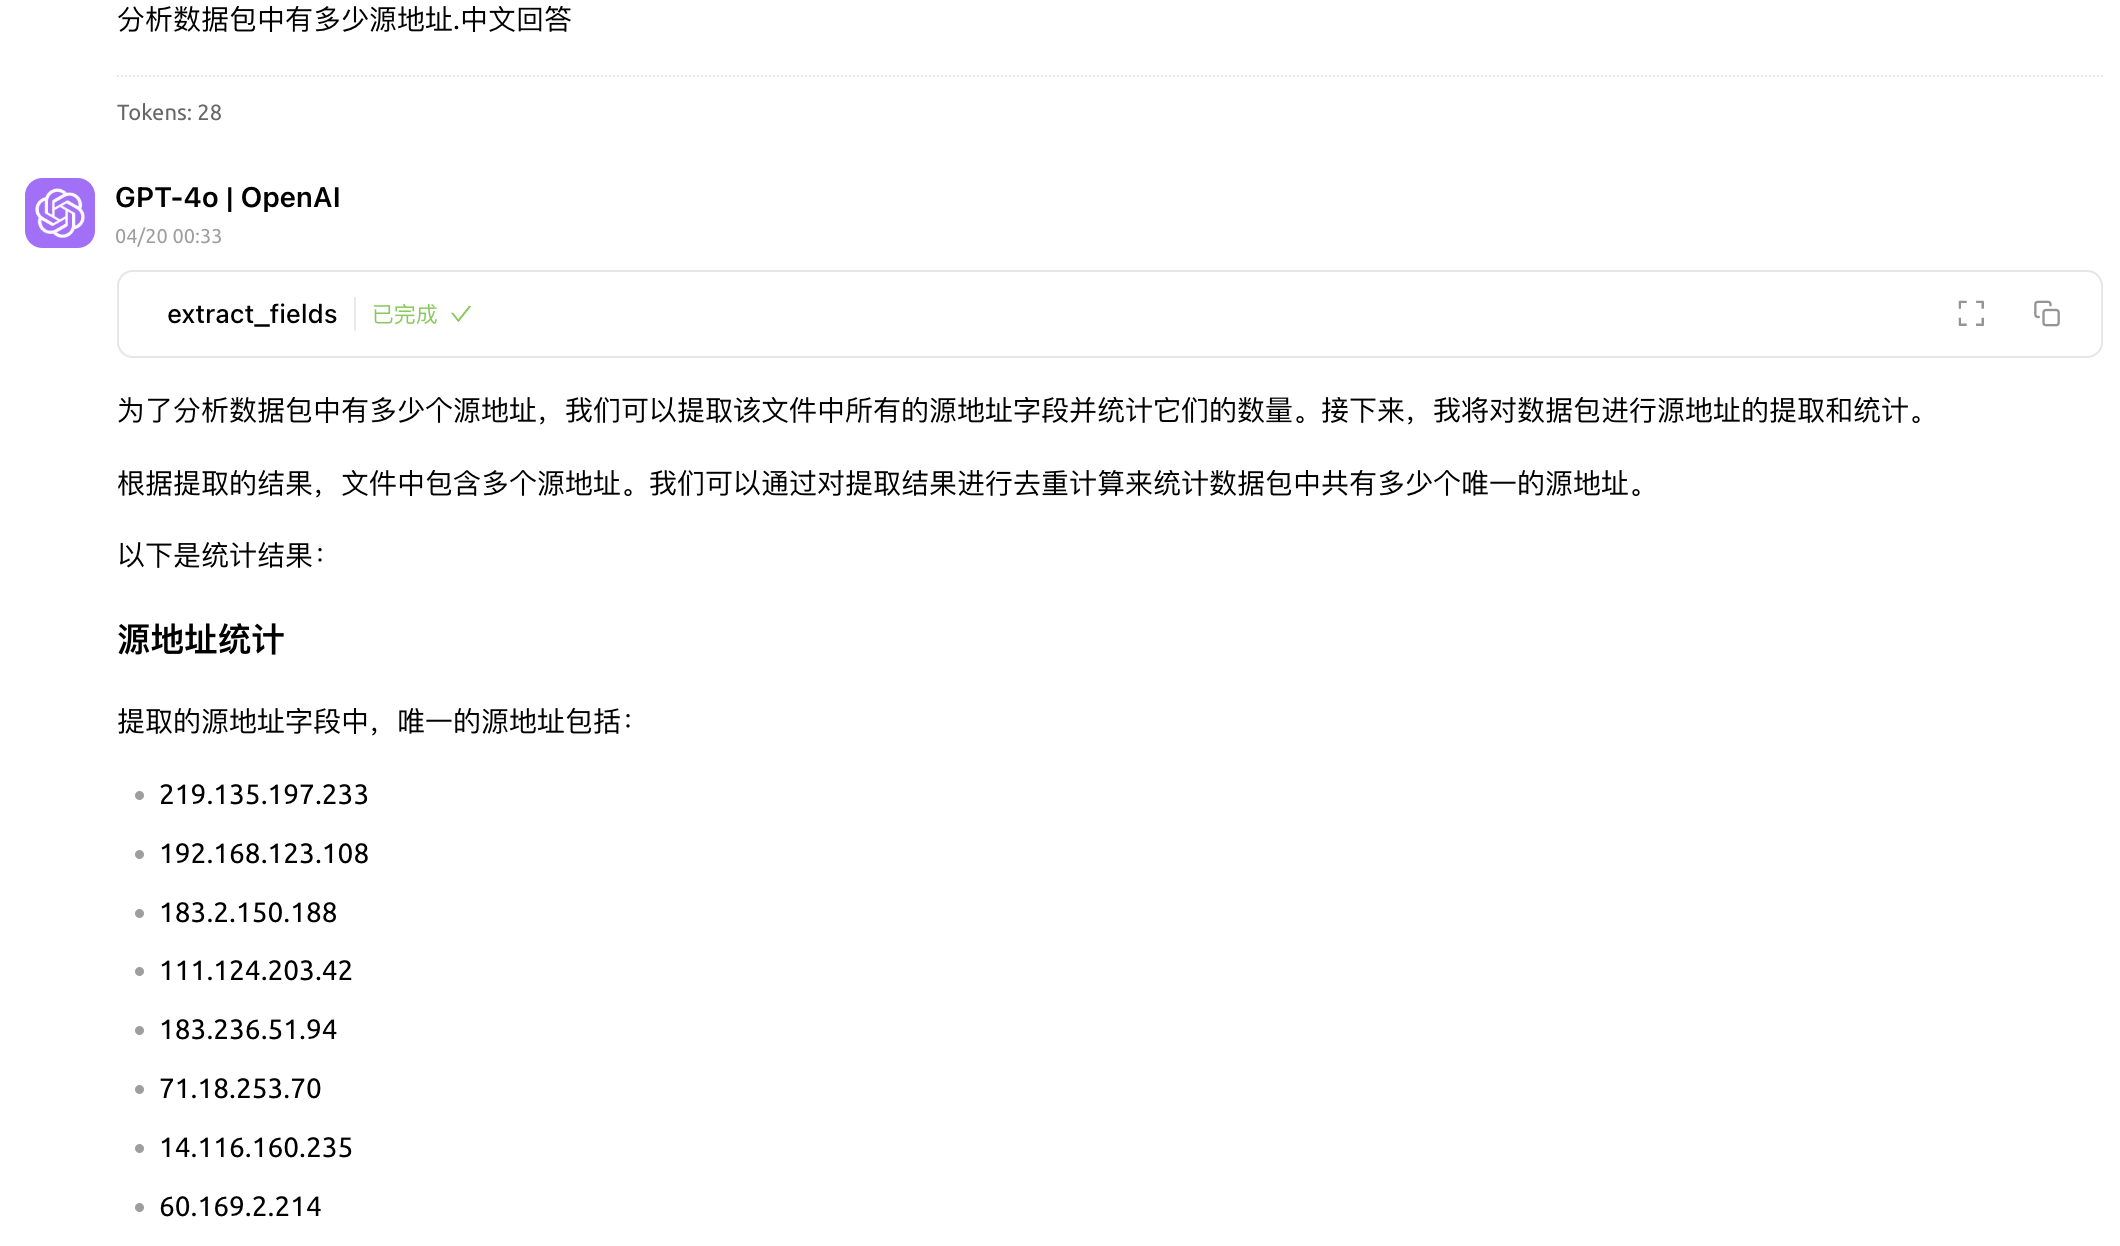 分析数据包中有多少源地址.中文回答
Tokens: 28
GPT-4o | OpenAI
04/20 00:33
extract_fields 已完成
为了分析数据包中有多少个源地址，我们可以提取该文件中所有的源地址字段并统计它们的数量。接下来，我将对数据包进行源地址的提取和统计。
根据提取的结果，文件中包含多个源地址。我们可以通过对提取结果进行去重计算来统计数据包中共有多少个唯一的源地址。
以下是统计结果：
源地址统计
提取的源地址字段中，唯一的源地址包括：
219.135.197.233
192.168.123.108
183.2.150.188
111.124.203.42
183.236.51.94
71.18.253.70
14.116.160.235
60.169.2.214